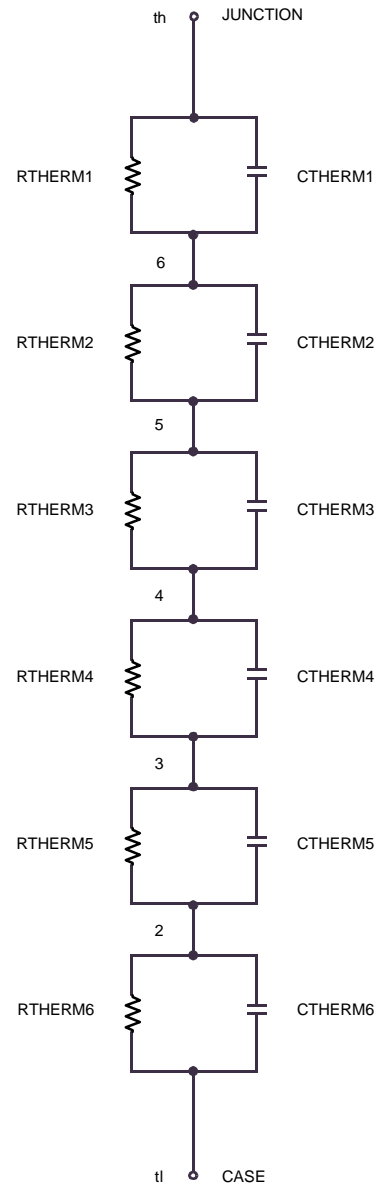 th JUNCTION
RTHERM1 CTHERM1
6
RTHERM2 CTHERM2
5
RTHERM3 CTHERM3
4
RTHERM4 CTHERM4
3
RTHERM5 CTHERM5
2
RTHERM6 CTHERM6
tl CASE